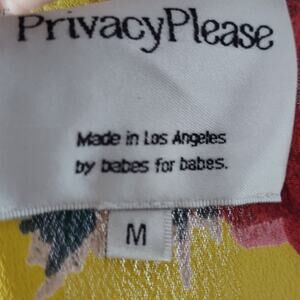 PrivacyPlease
Made in Los Angeles
by babes for babes.
M